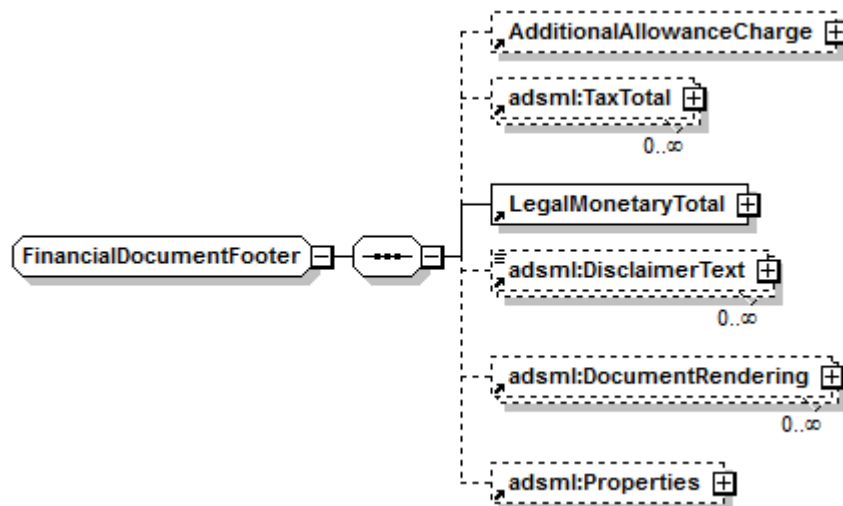 AdditionalAllowanceCharge
adsml:TaxTotal
0..∞
LegalMonetaryTotal
FinancialDocumentFooter
adsml:DisclaimerText
0..∞
adsml:DocumentRendering
0..∞
adsml:Properties